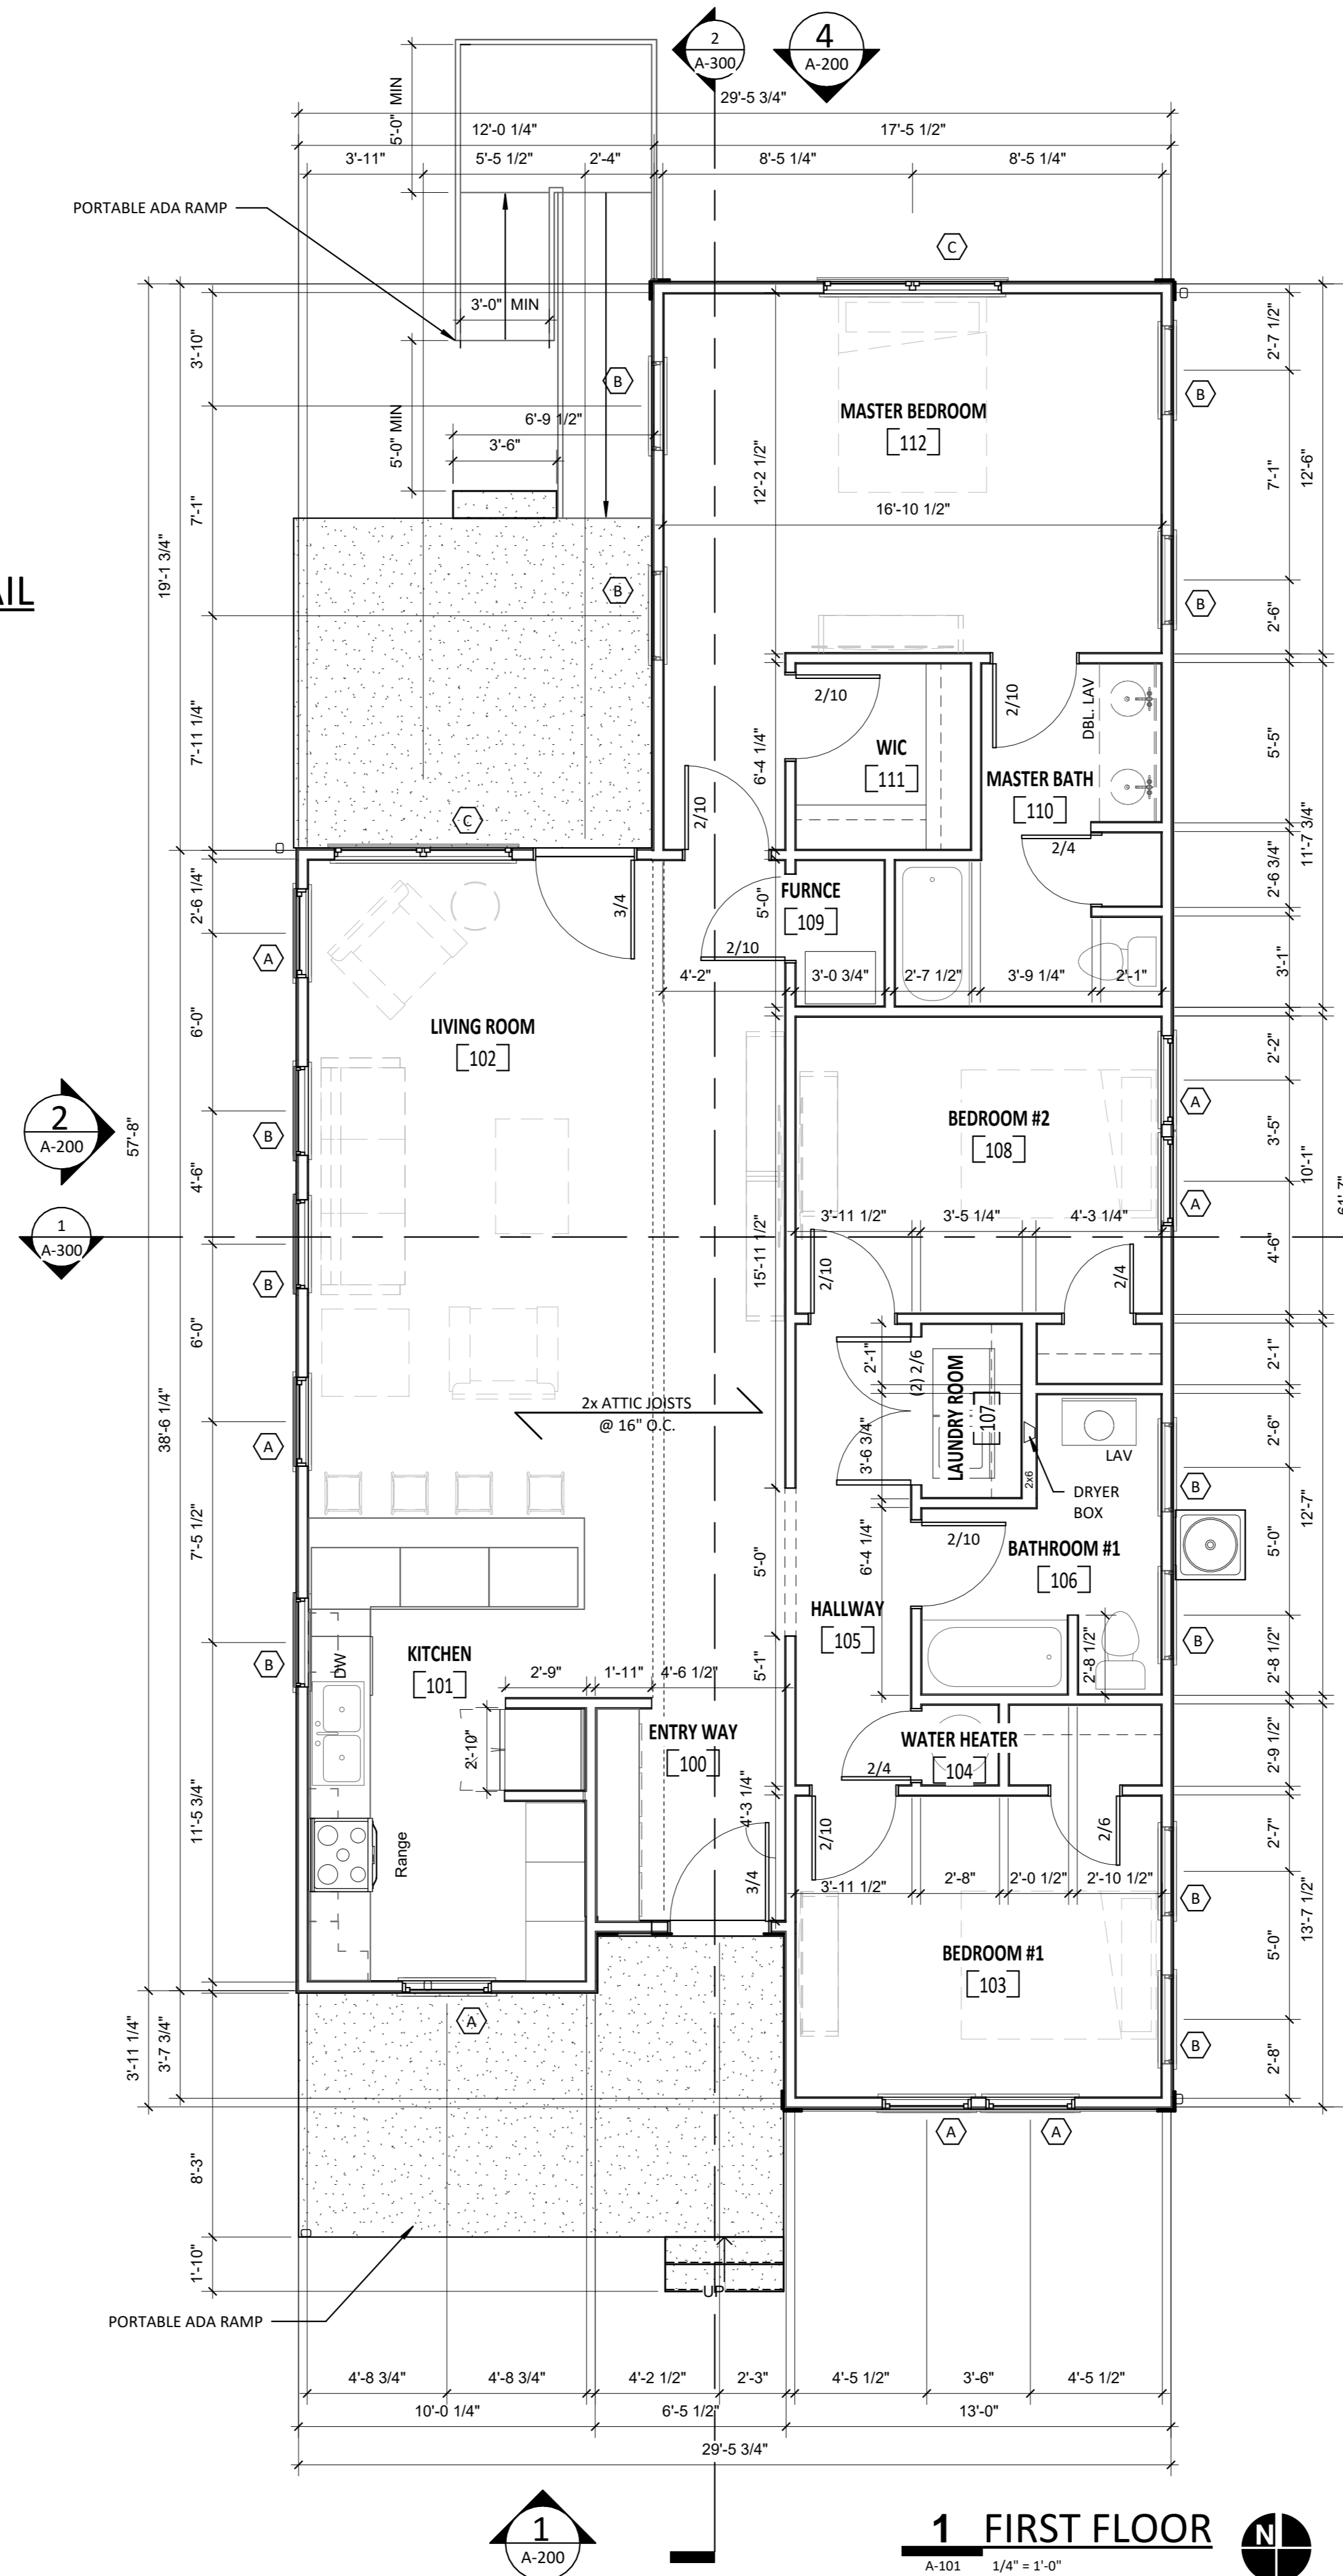 2
A-300
4
A-200
29'-5 3/4"
12'-0 1/4"
17'-5 1/2"
3'-11"
5'-5 1/2"
2'-4"
8'-5 1/4"
8'-5 1/4"
5'-0" MIN
PORTABLE ADA RAMP
C
3'-0" MIN
3'-10"
2'-7 1/2"
B
B
MASTER BEDROOM
112
6'-9 1/2"
3'-6"
5'-0" MIN
12'-2 1/2"
12'-6"
7'-1"
7'-1"
16'-10 1/2"
19'-1 3/4"
AIL
B
B
2'-6"
2/10
2/10
DBL. LAV
7'-11 1/4"
6'-4 1/4"
WIC
111
MASTER BATH
110
5'-5"
11'-7 3/4"
C
2/10
2/4
2'-6 1/4"
3/4
5'-0"
FURNCE
109
2'-6 3/4"
A
2/10
4'-2"
3'-0 3/4"
2'-7 1/2"
3'-9 1/4"
2'-1"
3'-1"
6'-0"
LIVING ROOM
102
2'-2"
2
A-200
57'-8"
B
A
BEDROOM #2
108
3'-5"
10'-1"
61'-7"
4'-6"
A
3'-11 1/2"
3'-5 1/4"
4'-3 1/4"
1
A-300
15'-11 1/2"
2/10
2/4
4'-6"
B
6'-0"
2'-1"
(2) 2/6
LAUNDRY ROOM
107
2'-1"
38'-6 1/4"
2x ATTIC JOISTS
@ 16" O.C.
A
3'-6 3/4"
2x6
LAV
2'-6"
DRYER
BOX
B
12'-7"
7'-5 1/2"
5'-0"
6'-4 1/4"
2/10
BATHROOM #1
106
5'-0"
HALLWAY
105
B
KITCHEN
101
DW
B
2'-9"
1'-11"
4'-6 1/2"
5'-1"
2'-8 1/2"
2'-8 1/2"
2'-10"
ENTRY WAY
100
WATER HEATER
104
2/4
2'-9 1/2"
11'-5 3/4"
Range
4'-3 1/4"
3/4
2/10
2/6
2'-7"
3'-11 1/2"
2'-8"
2'-0 1/2"
2'-10 1/2"
B
13'-7 1/2"
5'-0"
BEDROOM #1
103
A
3'-11 1/4"
3'-7 3/4"
B
2'-8"
A
A
8'-3"
1'-10"
UP
PORTABLE ADA RAMP
4'-8 3/4"
4'-8 3/4"
4'-2 1/2"
2'-3"
4'-5 1/2"
3'-6"
4'-5 1/2"
10'-0 1/4"
6'-5 1/2"
13'-0"
29'-5 3/4"
1
A-200
1 FIRST FLOOR
A-101 1/4" = 1'-0"
N